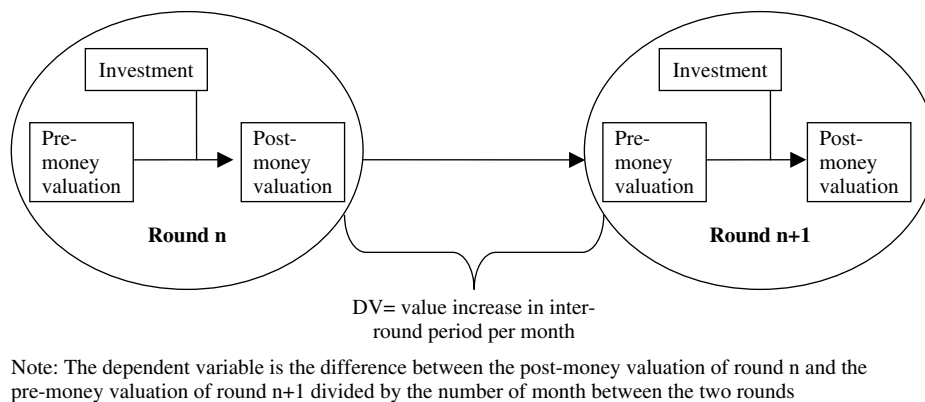 Investment
Pre-
money
valuation
Post-
money
valuation
Round n
Investment
Pre-
money
valuation
Post-
money
valuation
Round n+1
DV= value increase in inter-
round period per month
Note: The dependent variable is the difference between the post-money valuation of round n and the
pre-money valuation of round n+1 divided by the number of month between the two rounds